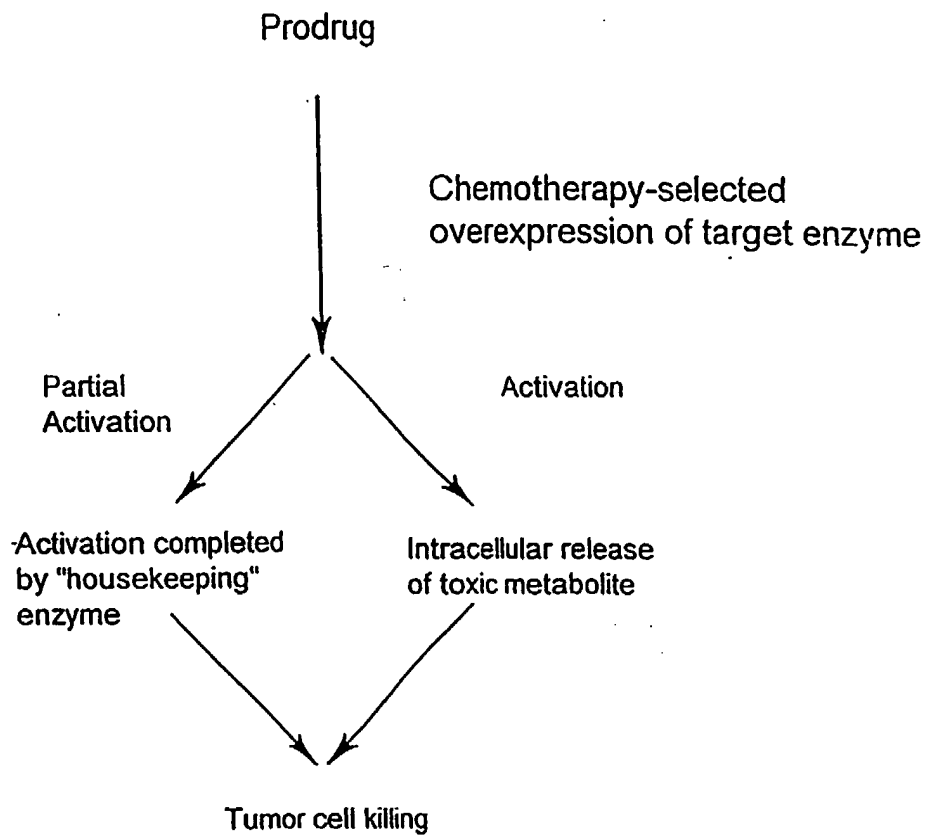 Prodrug
Chemotherapy-selected
overexpression of target enzyme
Partial
Activation
Activation
-Activation completed
by "housekeeping"
enzyme
Intracellular release
of toxic metabolite
Tumor cell killing